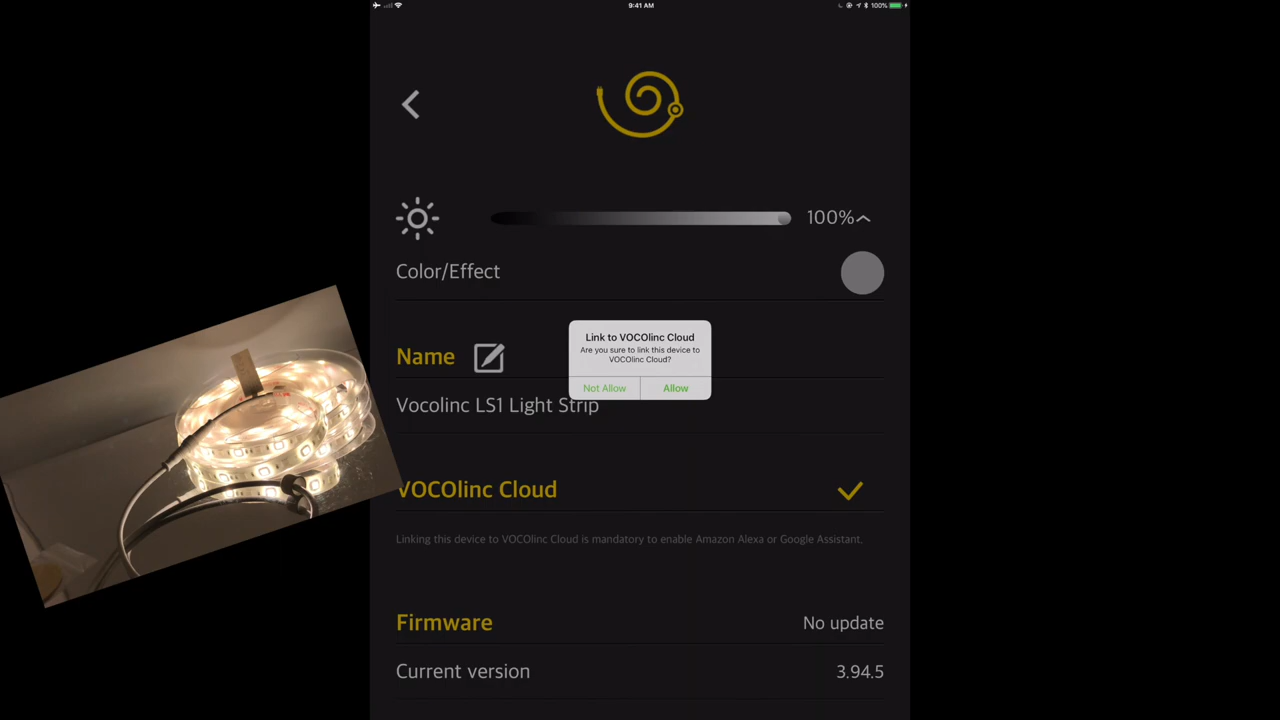 9:41 AM
100%
100%
Color/Effect
Link to VOCOlinc Cloud
Are you sure to link this device to
VOCOlinc Cloud?
Not Allow
Allow
Name
Vocolinc LS1 Light Strip
VOCOlinc Cloud
Linking this device to VOCOlinc Cloud is mandatory to enable Amazon Alexa or Google Assistant.
Firmware
No update
Current version
3.94.5